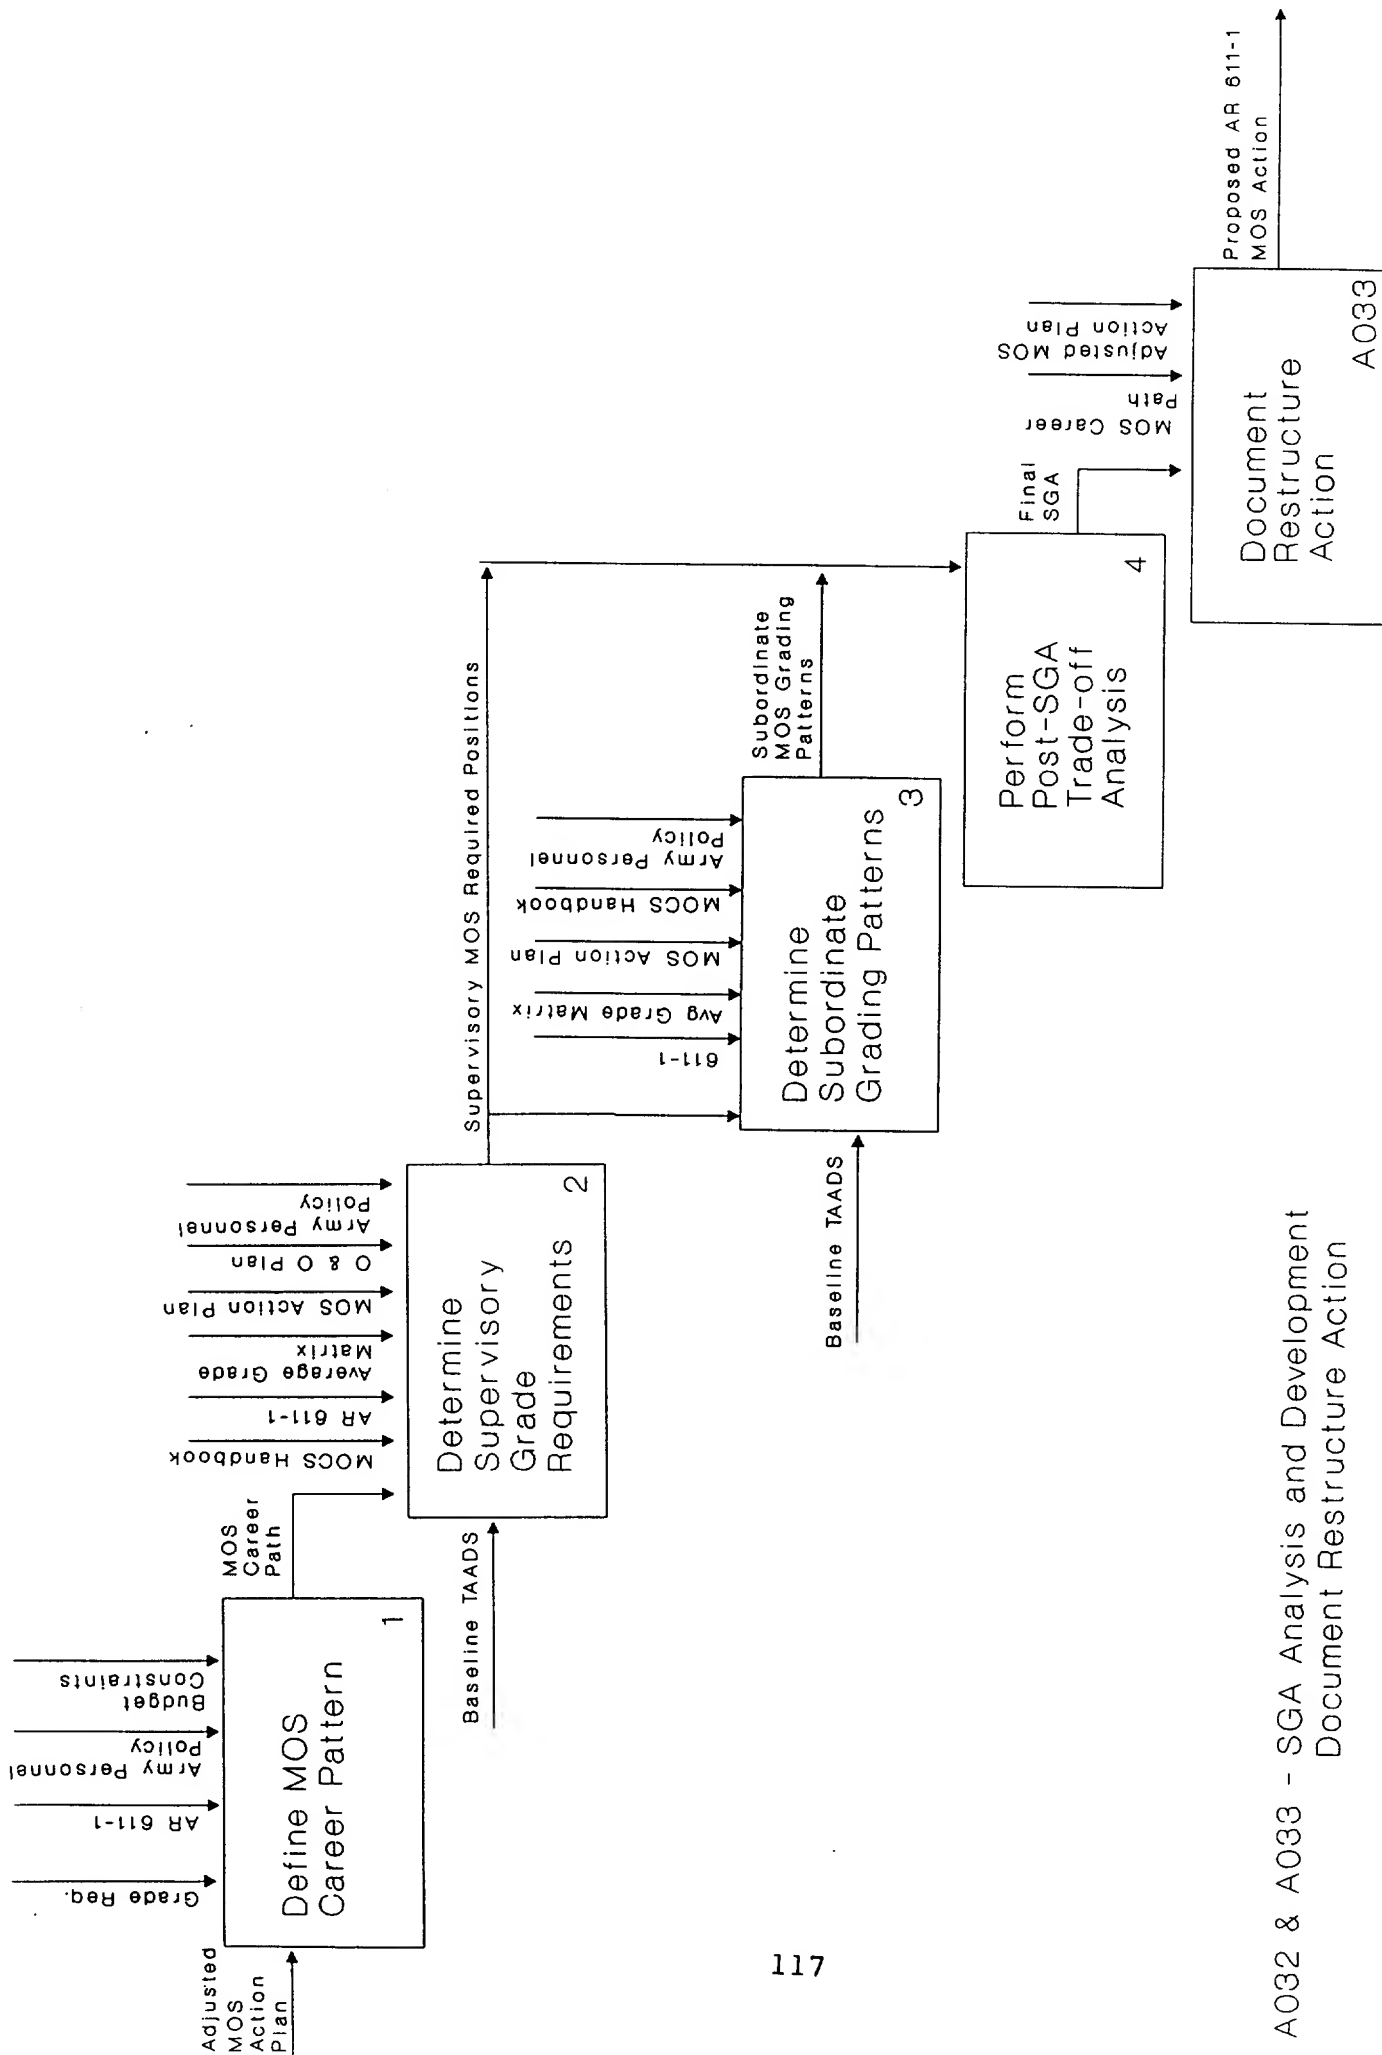 Adjusted
MOS
Action
Plan
Grade Req.
AR 611-1
Army Personnel
Policy
Budget
Constraints
Define MOS
Career Pattern
1
MOS
Career
Path
Baseline TAADS
MOCS Handbook
AR 611-1
Average Grade
Matrix
MOS Action Plan
O & O Plan
Army Personnel
Policy
Determine
Supervisory
Grade
Requirements
2
Supervisory MOS Required Positions
Baseline TAADS
611-1
Avg Grade Matrix
MOS Action Plan
MOCS Handbook
Army Personnel
Policy
Determine
Subordinate
Grading Patterns
3
Subordinate
MOS Grading
Patterns
Perform
Post-SGA
Trade-off
Analysis
4
Final
SGA
MOS Career
Path
Adjusted MOS
Action Plan
Document
Restructure
Action
A033
Proposed AR 611-1
MOS Action
A032 & A033 - SGA Analysis and Development
Document Restructure Action
117